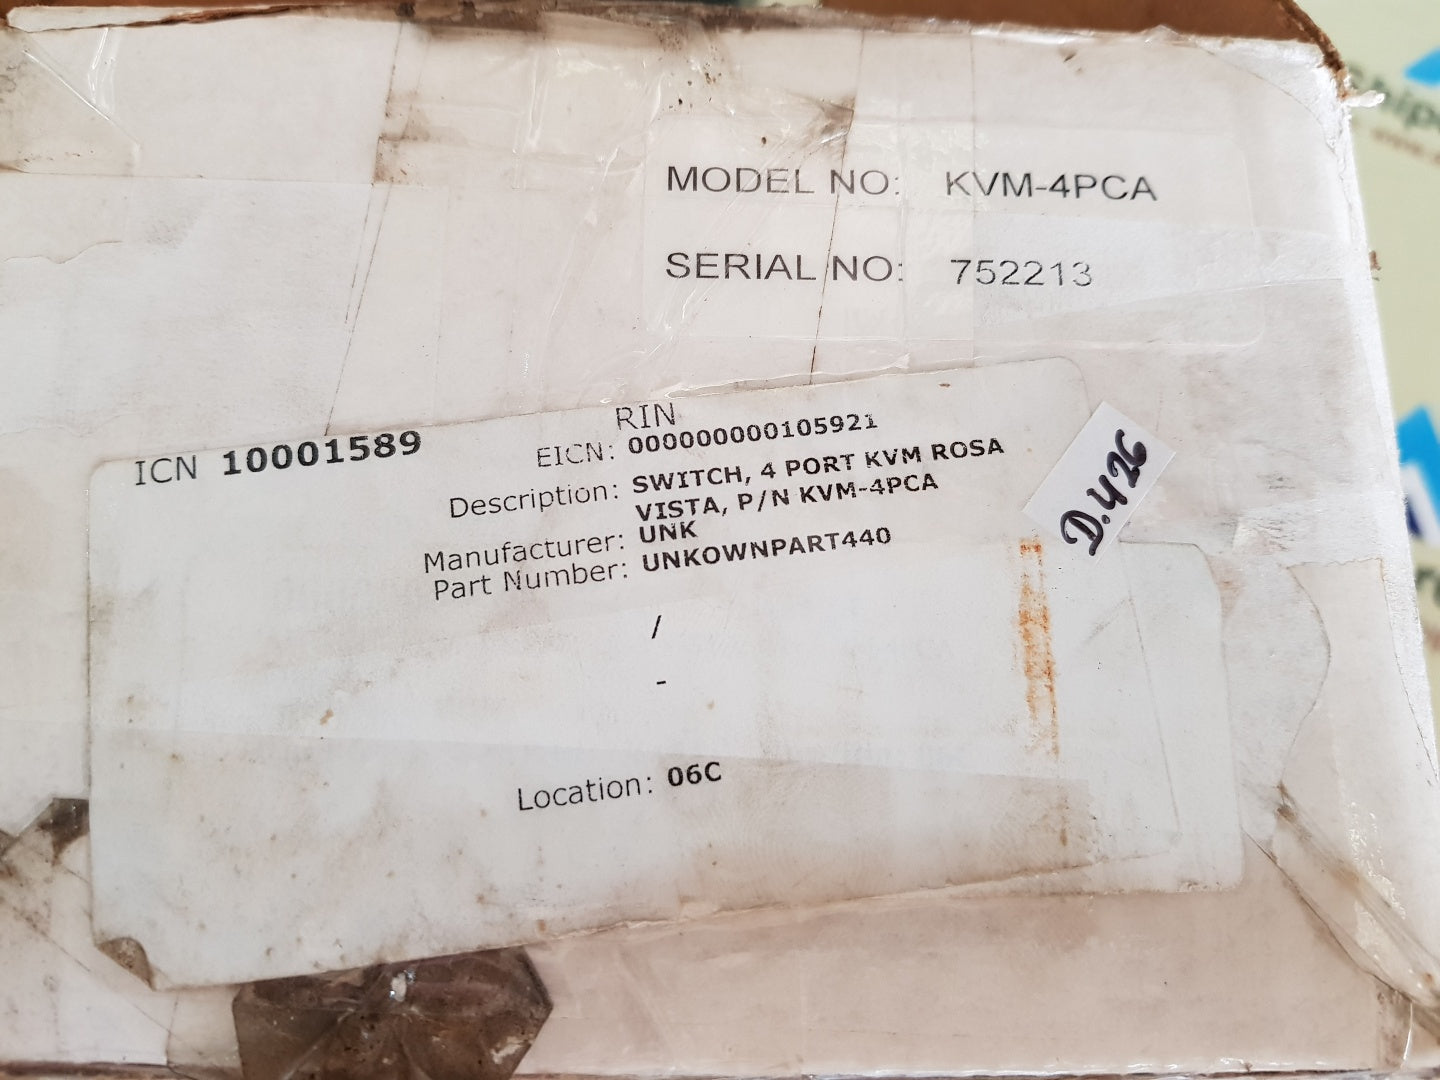 MODEL NO: KVM-4PCA
SERIAL NO: 752213
RIN
ICN 10001589
EICN: 000000000105921
Description: SWITCH, 4 PORT KVM ROSA
VISTA, P/N KVM-4PCA
Manufacturer: UNK
Part Number: UNKOWNPART440
/
-
Location: 06C
D.426